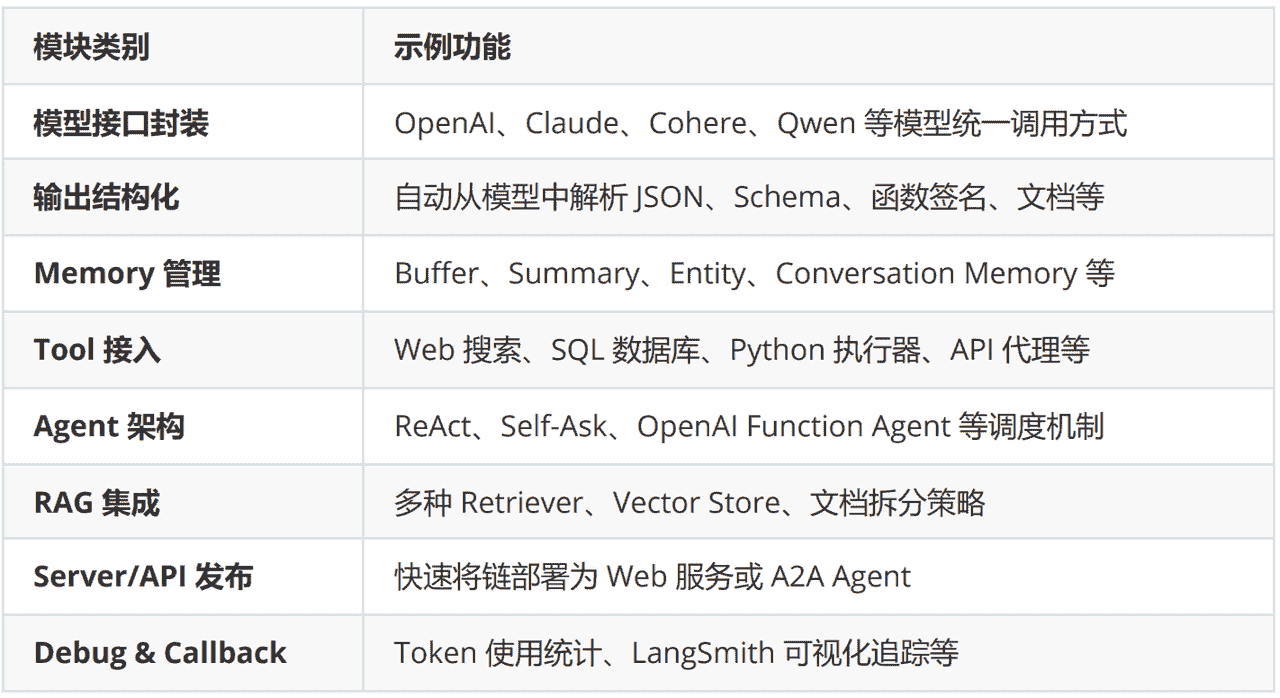 模块类别
示例功能
模型接口封装
OpenAI、Claude、Cohere、Qwen 等模型统一调用方式
输出结构化
自动从模型中解析 JSON、Schema、函数签名、文档等
Memory 管理
Buffer、Summary、Entity、Conversation Memory 等
Tool 接入
Web 搜索、SQL 数据库、Python 执行器、API 代理等
Agent 架构
ReAct、Self-Ask、OpenAI Function Agent 等调度机制
RAG 集成
多种 Retriever、Vector Store、文档拆分策略
Server/API 发布
快速将链部署为 Web 服务或 A2A Agent
Debug & Callback
Token 使用统计、LangSmith 可视化追踪等